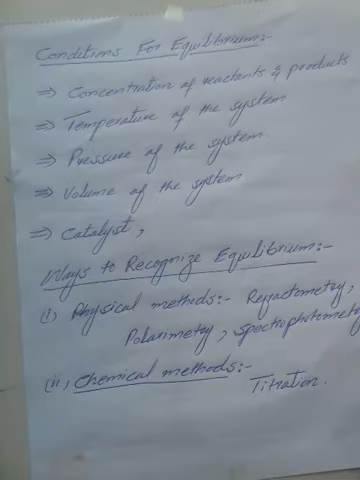 Conditions For Equilibrium:-
⇒ Concentration of reactants & products
⇒ Temperature of the system
⇒ Pressure of the system
⇒ Volume of the system
⇒ Catalyst,
Ways to Recognize Equilibrium:-
(i) Physical methods:- Refractometry,
Polarimetry, Spectrophotometry
(ii) Chemical methods:-
Titration.